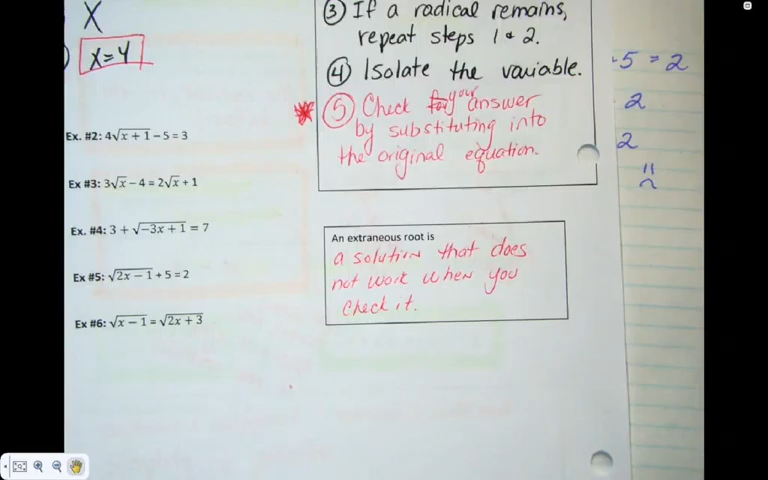 X
x=4
Ex. #2: 4√x + 1 - 5 = 3
Ex #3: 3√x - 4 = 2√x + 1
Ex. #4: 3 + √-3x + 1 = 7
Ex #5: √2x - 1 + 5 = 2
Ex #6: √x - 1 = √2x + 3
③ If a radical remains,
repeat steps 1 & 2.
④ Isolate the variable.
⑤ Check your answer
by substituting into
the original equation.
An extraneous root is
a solution that does
not work when you
check it.
+5 = 2
2
2